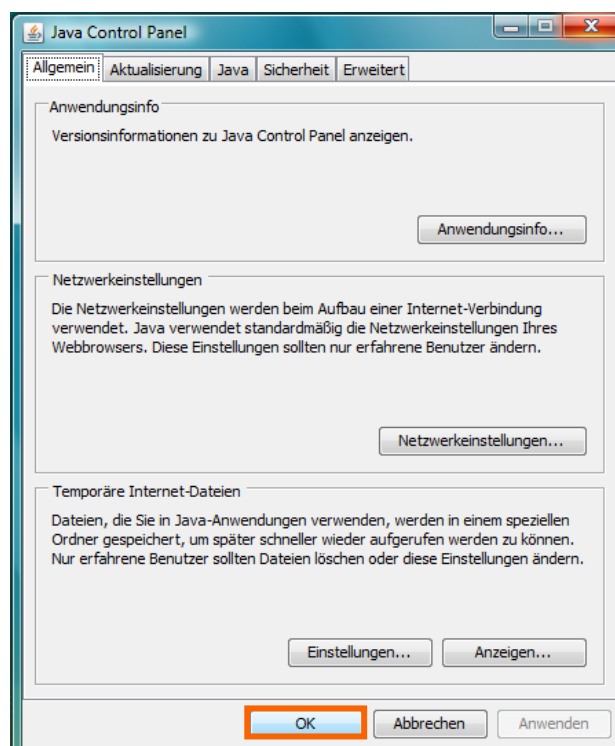 Java Control Panel
Allgemein Aktualisierung Java Sicherheit Erweitert
Anwendungsinfo
Versionsinformationen zu Java Control Panel anzeigen.
Anwendungsinfo...
Netzwerkeinstellungen
Die Netzwerkeinstellungen werden beim Aufbau einer Internet-Verbindung
verwendet. Java verwendet standardmäßig die Netzwerkeinstellungen Ihres
Webbrowsers. Diese Einstellungen sollten nur erfahrene Benutzer ändern.
Netzwerkeinstellungen...
Temporäre Internet-Dateien
Dateien, die Sie in Java-Anwendungen verwenden, werden in einem speziellen
Ordner gespeichert, um später schneller wieder aufgerufen werden zu können.
Nur erfahrene Benutzer sollten Dateien löschen oder diese Einstellungen ändern.
Einstellungen... Anzeigen...
OK Abbrechen Anwenden